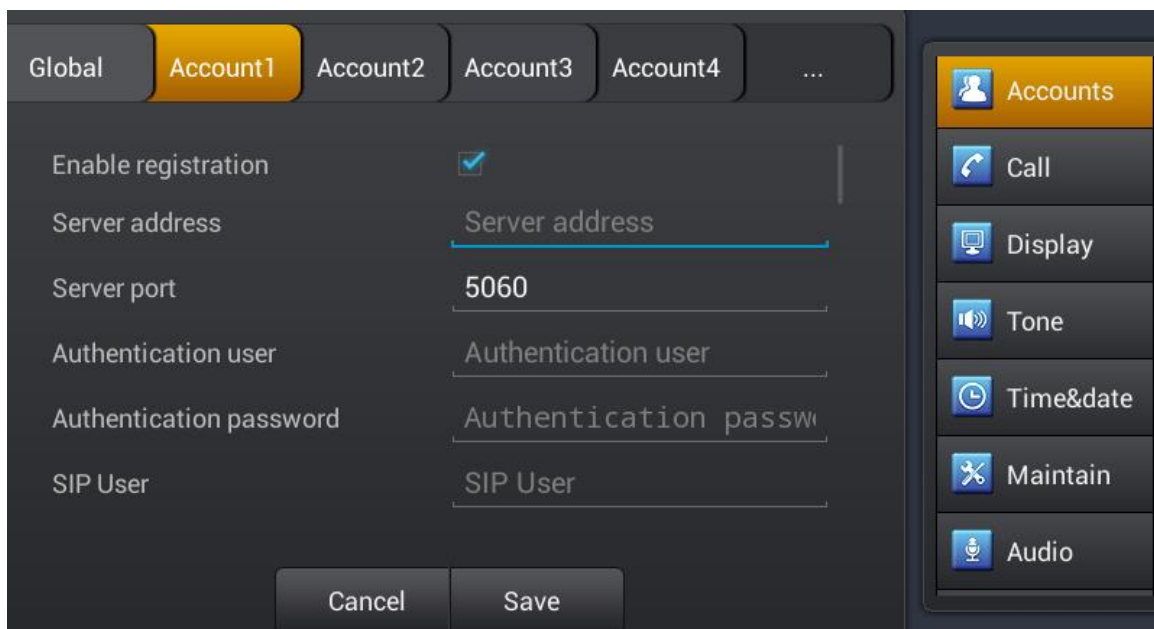 Global Account1 Account2 Account3 Account4 ...
Enable registration
Server address Server address
Server port 5060
Authentication user Authentication user
Authentication password Authentication passw
SIP User SIP User
Cancel Save
Accounts
Call
Display
Tone
Time&date
Maintain
Audio